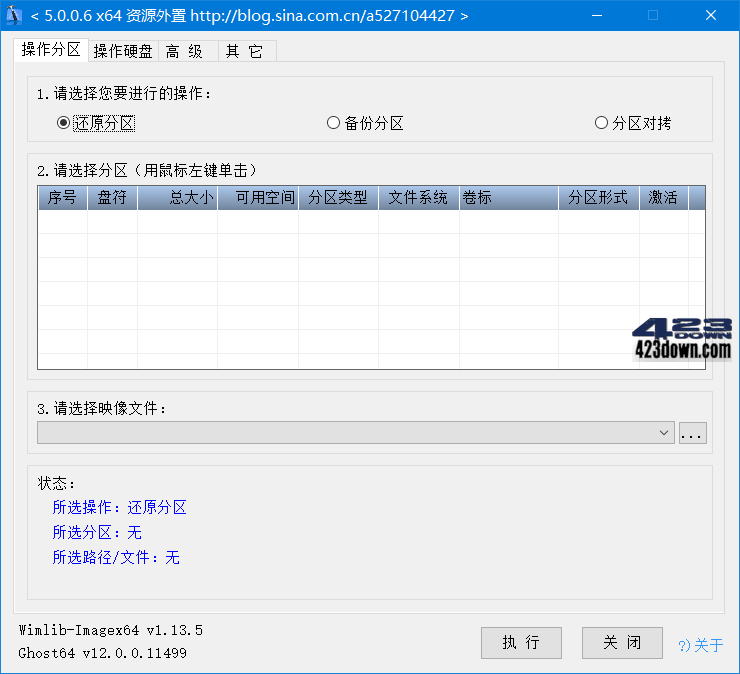 < 5.0.0.6 x64 资源外置 http://blog.sina.com.cn/a527104427 >
操作分区 操作硬盘 高 级 其 它
1.请选择您要进行的操作：
还原分区 备份分区 分区对拷
2.请选择分区（用鼠标左键单击）
序号 盘符 总大小 可用空间 分区类型 文件系统 卷标 分区形式 激活
423
DOWN
423down.com
3.请选择映像文件：
...
状态：
所选操作：还原分区
所选分区：无
所选路径/文件：无
Wimlib-Imagex64 v1.13.5
Ghost64 v12.0.0.11499
执 行 关 闭 ?)关于